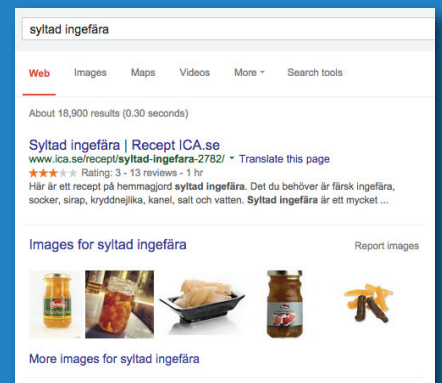 syltad ingefära
Web Images Maps Videos More Search tools
About 18,900 results (0.30 seconds)
Syltad ingefära | Recept ICA.se
www.ica.se/recept/syltad-ingefara-2782/ Translate this page
Rating: 3 - 13 reviews - 1 hr
Här är ett recept på hemmagjord syltad ingefära. Det du behöver är färsk ingefära,
socker, sirap, kryddnejlika, kanel, salt och vatten. Syltad ingefära är ett mycket ...
Images for syltad ingefära Report images
More images for syltad ingefära